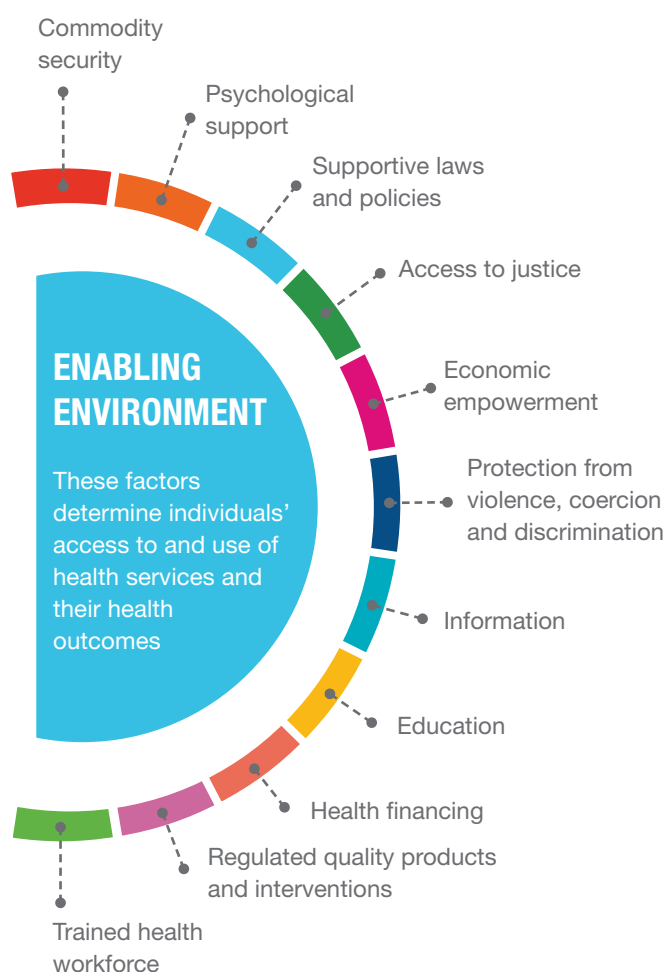 Commodity
security
Psychological
support
Supportive laws
and policies
Access to justice
Economic
empowerment
Protection from
violence, coercion
and discrimination
Information
Education
Health financing
Regulated quality products
and interventions
Trained health
workforce
ENABLING
ENVIRONMENT
These factors
determine individuals’
access to and use of
health services and
their health
outcomes